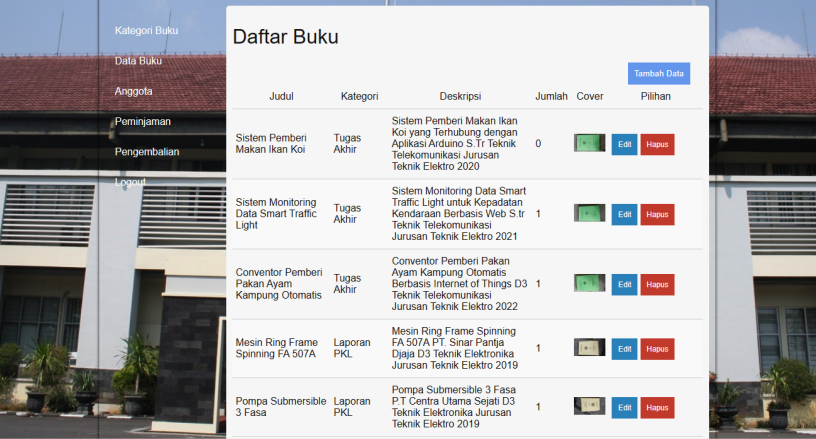 Kategori Buku
Data Buku
Anggota
Peminjaman
Pengembalian
Logout
Daftar Buku
Tambah Data
Judul Kategori Deskripsi Jumlah Cover Pilihan
Sistem Pemberi
Makan Ikan Koi
Tugas
Akhir
Sistem Pemberi Makan Ikan
Koi yang Terhubung dengan
Aplikasi Arduino S.Tr Teknik
Telekomunikasi Jurusan
Teknik Elektro 2020
0
Edit Hapus
Sistem Monitoring
Data Smart Traffic
Light
Tugas
Akhir
Sistem Monitoring Data Smart
Traffic Light untuk Kepadatan
Kendaraan Berbasis Web S.tr
Teknik Telekomunikasi
Jurusan Teknik Elektro 2021
1
Edit Hapus
Conventor Pemberi
Pakan Ayam
Kampung Otomatis
Tugas
Akhir
Conventor Pemberi Pakan
Ayam Kampung Otomatis
Berbasis Internet of Things D3
Teknik Telekomunikasi
Jurusan Teknik Elektro 2022
1
Edit Hapus
Mesin Ring Frame
Spinning FA 507A
Laporan
PKL
Mesin Ring Frame Spinning
FA 507A PT. Sinar Pantja
Djaja D3 Teknik Elektronika
Jurusan Teknik Elektro 2019
1
Edit Hapus
Pompa Submersible
3 Fasa
Laporan
PKL
Pompa Submersible 3 Fasa
P.T Centra Utama Sejati D3
Teknik Elektronika Jurusan
Teknik Elektro 2019
1
Edit Hapus